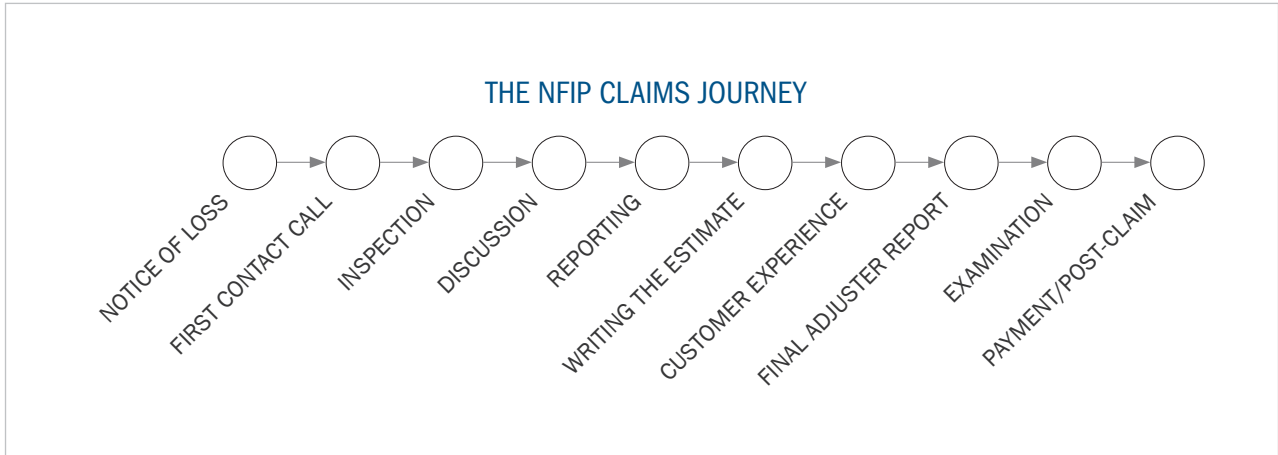 THE NFIP CLAIMS JOURNEY
NOTICE OF LOSS
FIRST CONTACT CALL
INSPECTION
DISCUSSION
REPORTING
WRITING THE ESTIMATE
CUSTOMER EXPERIENCE
FINAL ADJUSTER REPORT
EXAMINATION
PAYMENT/POST-CLAIM